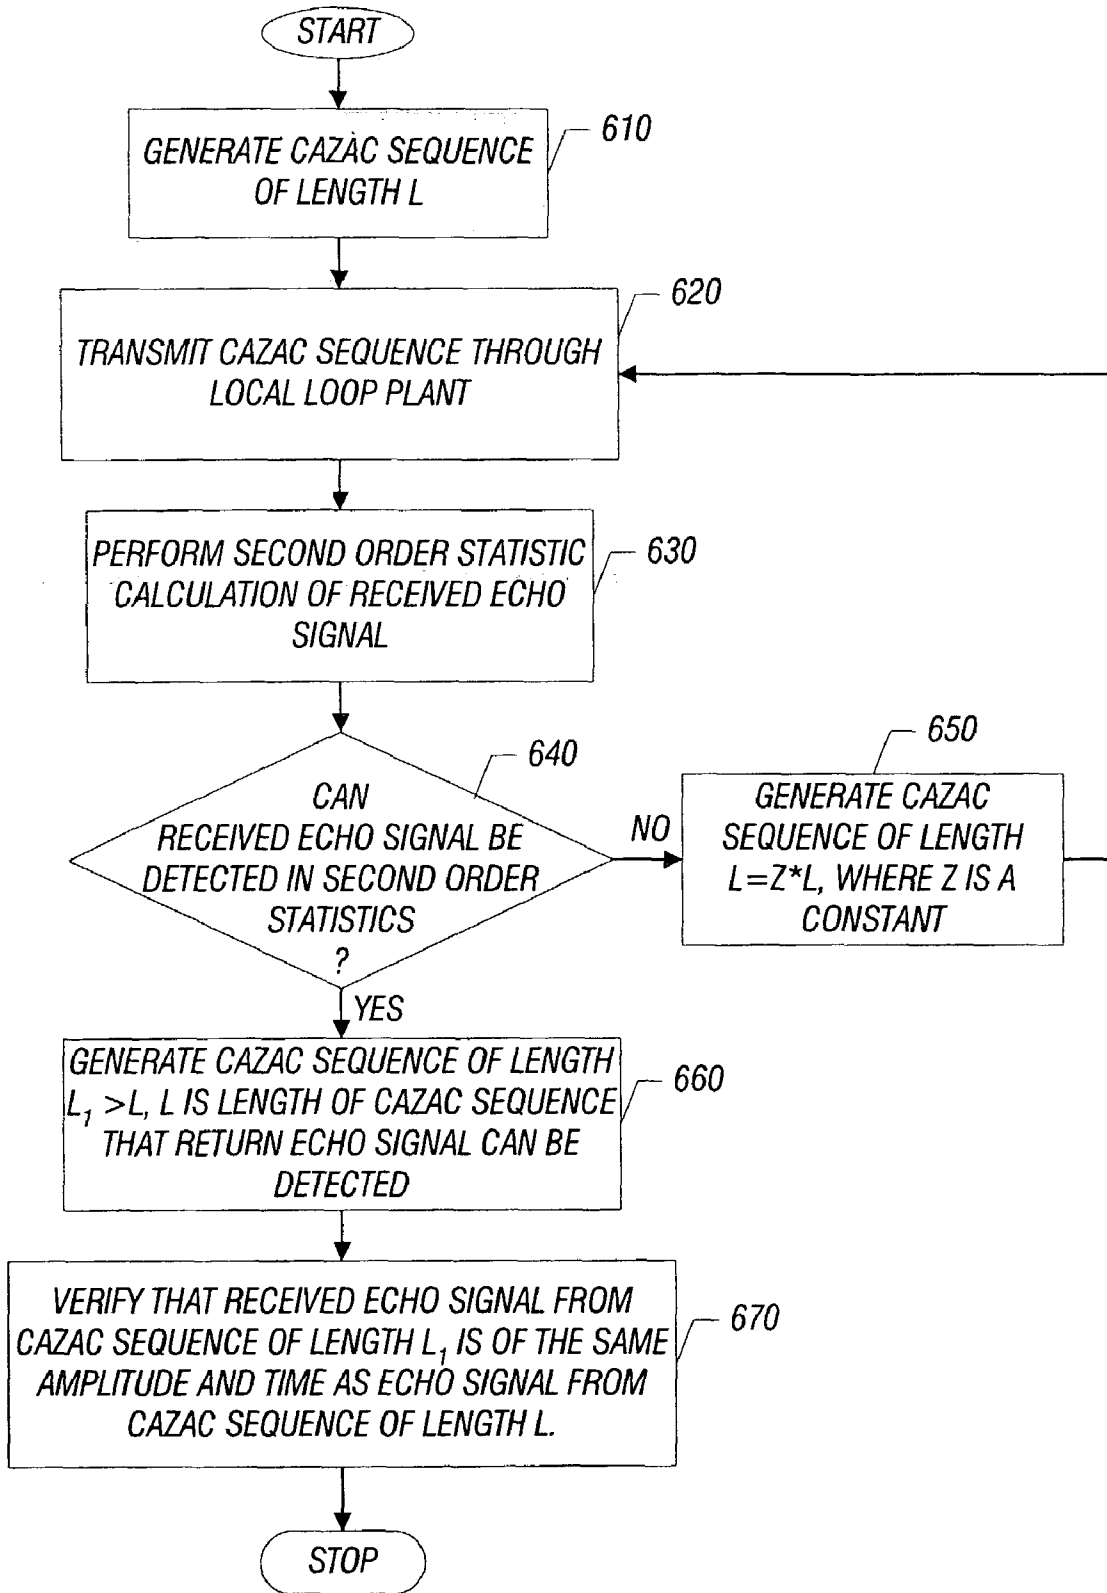 START
610
GENERATE CAZAC SEQUENCE
OF LENGTH L
620
TRANSMIT CAZAC SEQUENCE THROUGH
LOCAL LOOP PLANT
630
PERFORM SECOND ORDER STATISTIC
CALCULATION OF RECEIVED ECHO
SIGNAL
640
CAN
RECEIVED ECHO SIGNAL BE
DETECTED IN SECOND ORDER
STATISTICS
?
NO
650
GENERATE CAZAC
SEQUENCE OF LENGTH
L=Z*L, WHERE Z IS A
CONSTANT
YES
660
GENERATE CAZAC SEQUENCE OF LENGTH
L₁ >L, L IS LENGTH OF CAZAC SEQUENCE
THAT RETURN ECHO SIGNAL CAN BE
DETECTED
670
VERIFY THAT RECEIVED ECHO SIGNAL FROM
CAZAC SEQUENCE OF LENGTH L₁ IS OF THE SAME
AMPLITUDE AND TIME AS ECHO SIGNAL FROM
CAZAC SEQUENCE OF LENGTH L.
STOP